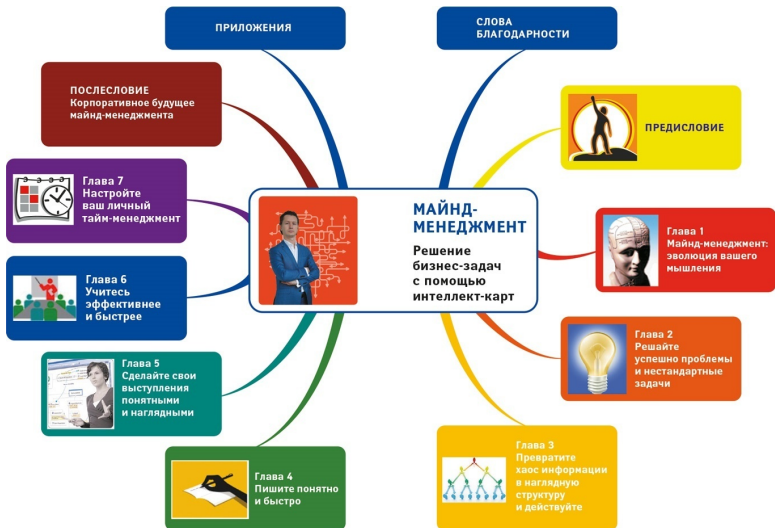 МАЙНД-
МЕНЕДЖМЕНТ
Решение
бизнес-задач
с помощью
интеллект-карт
СЛОВА
БЛАГОДАРНОСТИ
ПРЕДИСЛОВИЕ
Глава 1
Майнд-менеджмент:
эволюция вашего
мышления
Глава 2
Решайте
успешно проблемы
и нестандартные
задачи
Глава 3
Превратите
хаос информации
в наглядную
структуру
и действуйте
Глава 4
Пишите понятно
и быстро
Глава 5
Сделайте свои
выступления
понятными
и наглядными
Глава 6
Учитесь
эффективнее
и быстрее
Глава 7
Настройте
ваш личный
тайм-менеджмент
ПОСЛЕСЛОВИЕ
Корпоративное будущее
майнд-менеджмента
ПРИЛОЖЕНИЯ